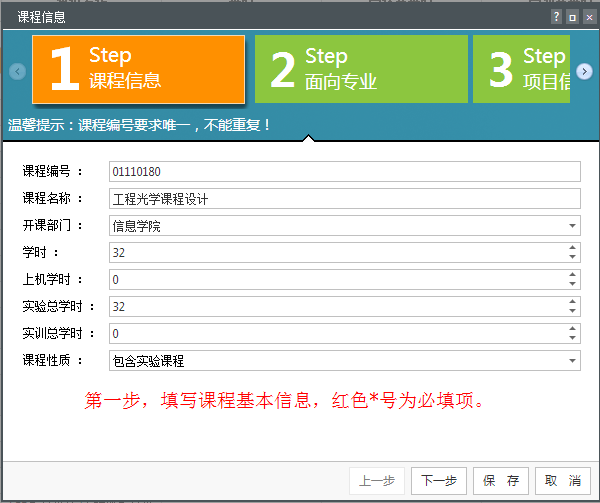 课程信息
1 Step 课程信息
2 Step 面向专业
3 Step 项目信
温馨提示：课程编号要求唯一，不能重复！
课程编号 ： 01110180
课程名称 ： 工程光学课程设计
开课部门 ： 信息学院
学时 ： 32
上机学时 ： 0
实验总学时 ： 32
实训总学时 ： 0
课程性质 ： 包含实验课程
第一步，填写课程基本信息，红色*号为必填项。
上一步 下一步 保 存 取 消